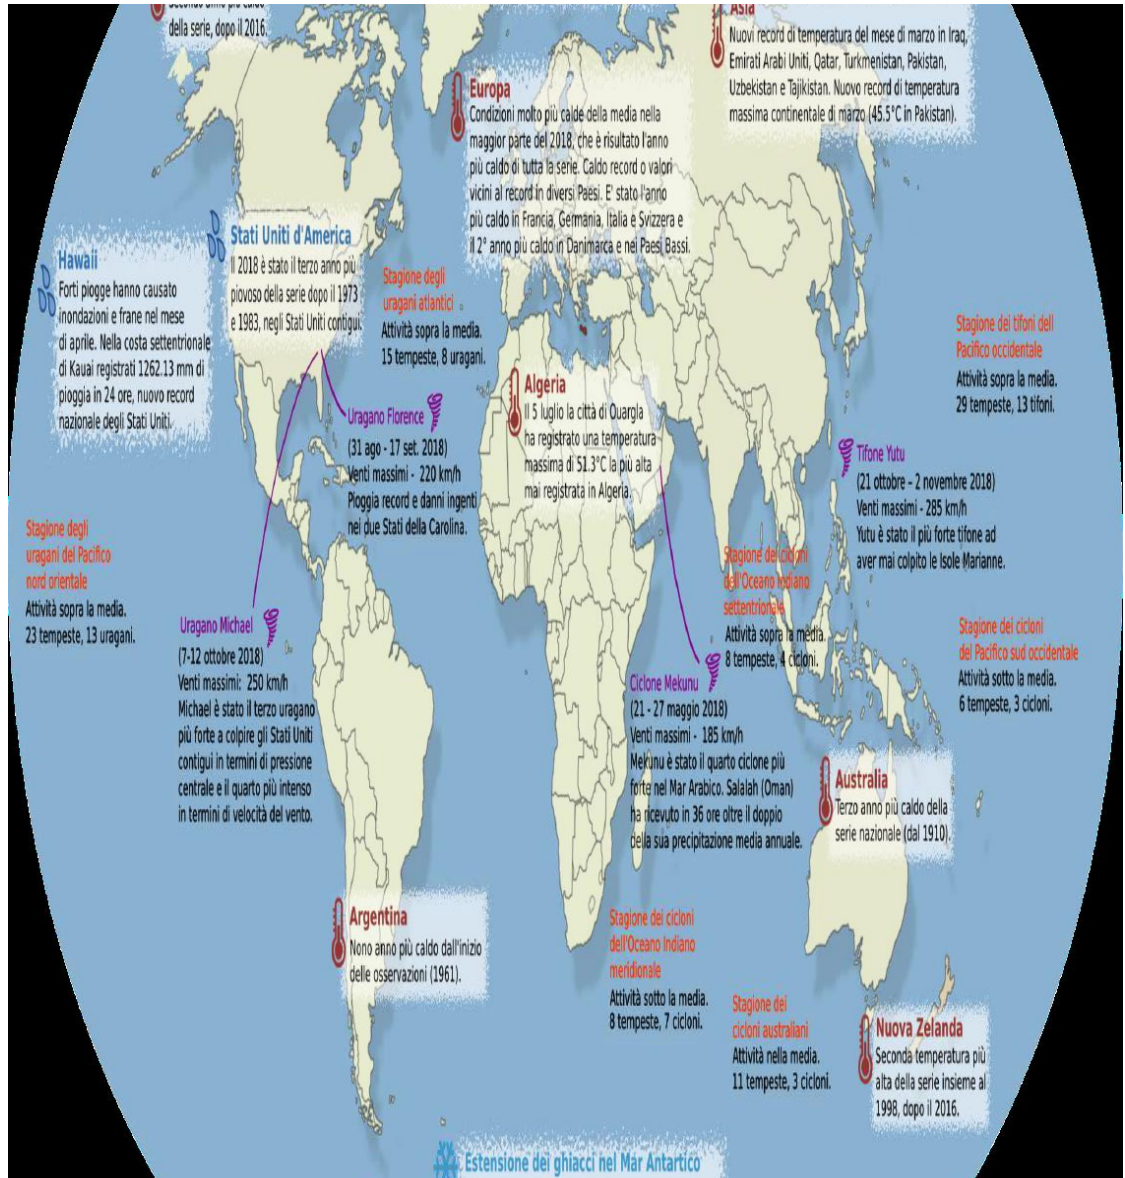 della serie, dopo il 2016.
Asia
Nuovi record di temperatura del mese di marzo in Iraq,
Emirati Arabi Uniti, Qatar, Turkmenistan, Pakistan,
Uzbekistan e Tajikistan. Nuovo record di temperatura
massima continentale di marzo (45.5°C in Pakistan).
Europa
Condizioni molto più calde della media nella
maggior parte del 2018, che è risultato l'anno
più caldo di tutta la serie. Caldo record o valori
vicini al record in diversi Paesi. E' stato l'anno
più caldo in Francia, Germania, Italia e Svizzera e
il 2° anno più caldo in Danimarca e nei Paesi Bassi.
Stati Uniti d'America
Il 2018 è stato il terzo anno più
piovoso della serie dopo il 1973
e 1983, negli Stati Uniti contigui.
Hawaii
Forti piogge hanno causato
inondazioni e frane nel mese
di aprile. Nella costa settentrionale
di Kauai registrati 1262.13 mm di
pioggia in 24 ore, nuovo record
nazionale degli Stati Uniti.
Stagione degli
uragani atlantici
Attività sopra la media.
15 tempeste, 8 uragani.
Stagione dei tifoni dell
Pacifico occidentale
Attività sopra la media.
29 tempeste, 13 tifoni.
Algeria
Il 5 luglio la città di Ouargla
ha registrato una temperatura
massima di 51.3°C la più alta
mai registrata in Algeria.
Uragano Florence
(31 ago - 17 set. 2018)
Venti massimi - 220 km/h
Pioggia record e danni ingenti
nei due Stati della Carolina.
Tifone Yutu
(21 ottobre – 2 novembre 2018)
Venti massimi - 285 km/h
Yutu è stato il più forte tifone ad
aver mai colpito le Isole Marianne.
Stagione degli
uragani del Pacifico
nord orientale
Attività sopra la media.
23 tempeste, 13 uragani.
Stagione dei cicloni
dell'Oceano Indiano
settentrionale
Attività sopra la media.
8 tempeste, 4 cicloni.
Uragano Michael
(7-12 ottobre 2018)
Venti massimi: 250 km/h
Michael è stato il terzo uragano
più forte a colpire gli Stati Uniti
contigui in termini di pressione
centrale e il quarto più intenso
in termini di velocità del vento.
Stagione dei cicloni
del Pacifico sud occidentale
Attività sotto la media.
6 tempeste, 3 cicloni.
Ciclone Mekunu
(21 - 27 maggio 2018)
Venti massimi - 185 km/h
Mekunu è stato il quarto ciclone più
forte nel Mar Arabico. Salalah (Oman)
ha ricevuto in 36 ore oltre il doppio
della sua precipitazione media annuale.
Australia
Terzo anno più caldo della
serie nazionale (dal 1910).
Argentina
Nono anno più caldo dall'inizio
delle osservazioni (1961).
Stagione dei cicloni
dell'Oceano Indiano
meridionale
Attività sotto la media.
8 tempeste, 7 cicloni.
Stagione dei
cicloni australiani
Attività nella media.
11 tempeste, 3 cicloni.
Nuova Zelanda
Seconda temperatura più
alta della serie insieme al
1998, dopo il 2016.
Estensione dei ghiacci nel Mar Antartico